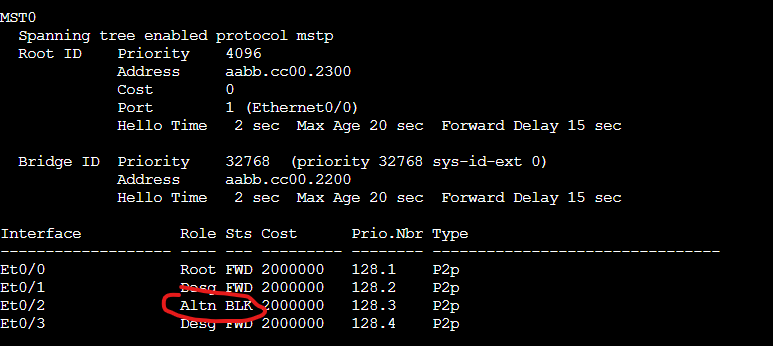 MST0
  Spanning tree enabled protocol mstp
  Root ID    Priority    4096
             Address     aabb.cc00.2300
             Cost        0
             Port        1 (Ethernet0/0)
             Hello Time   2 sec  Max Age 20 sec  Forward Delay 15 sec
  Bridge ID  Priority    32768  (priority 32768 sys-id-ext 0)
             Address     aabb.cc00.2200
             Hello Time   2 sec  Max Age 20 sec  Forward Delay 15 sec
Interface           Role Sts Cost      Prio.Nbr Type
------------------- ---- --- --------- -------- --------------------------------
Et0/0               Root FWD 2000000   128.1    P2p
Et0/1               Desg FWD 2000000   128.2    P2p
Et0/2               Altn BLK 2000000   128.3    P2p
Et0/3               Desg FWD 2000000   128.4    P2p